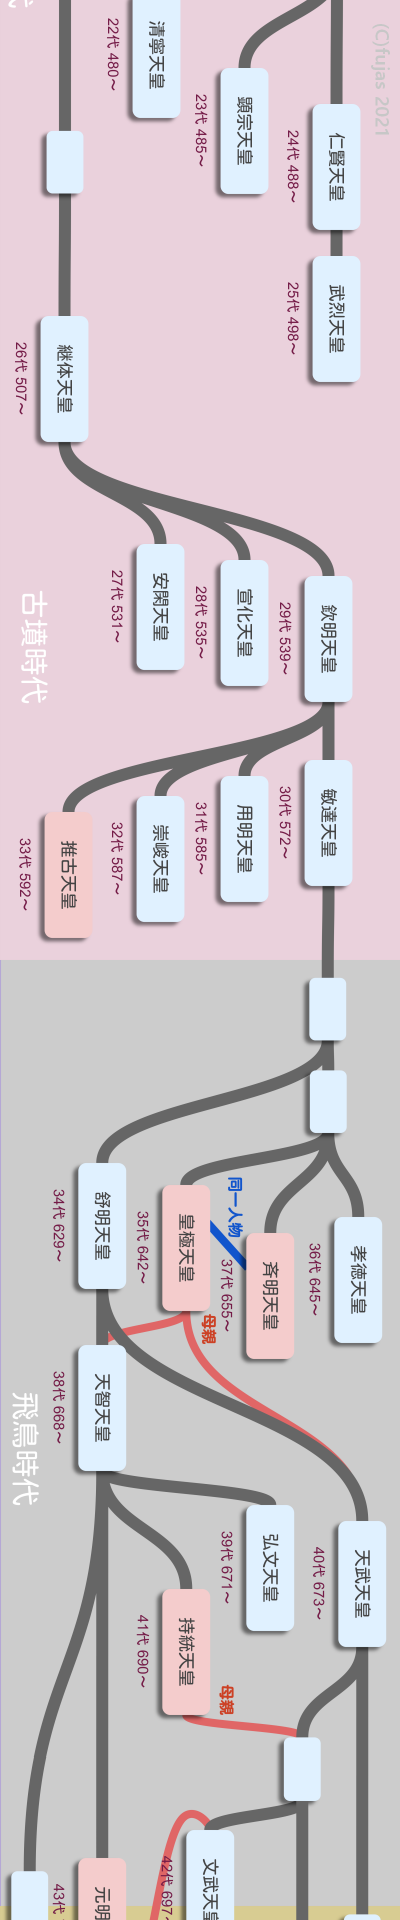 (C)fujas 2021
清寧天皇
22代 480～
顕宗天皇
23代 485～
仁賢天皇
24代 488～
武烈天皇
25代 498～
継体天皇
26代 507～
安閑天皇
27代 531～
宣化天皇
28代 535～
欽明天皇
29代 539～
古墳時代
敏達天皇
30代 572～
用明天皇
31代 585～
崇峻天皇
32代 587～
推古天皇
33代 592～
舒明天皇
34代 629～
皇極天皇
35代 642～
同一人物
孝徳天皇
36代 645～
斉明天皇
37代 655～
母親
天智天皇
38代 668～
飛鳥時代
弘文天皇
39代 671～
天武天皇
40代 673～
持統天皇
41代 690～
母親
文武天皇
42代 697～
元明
43代